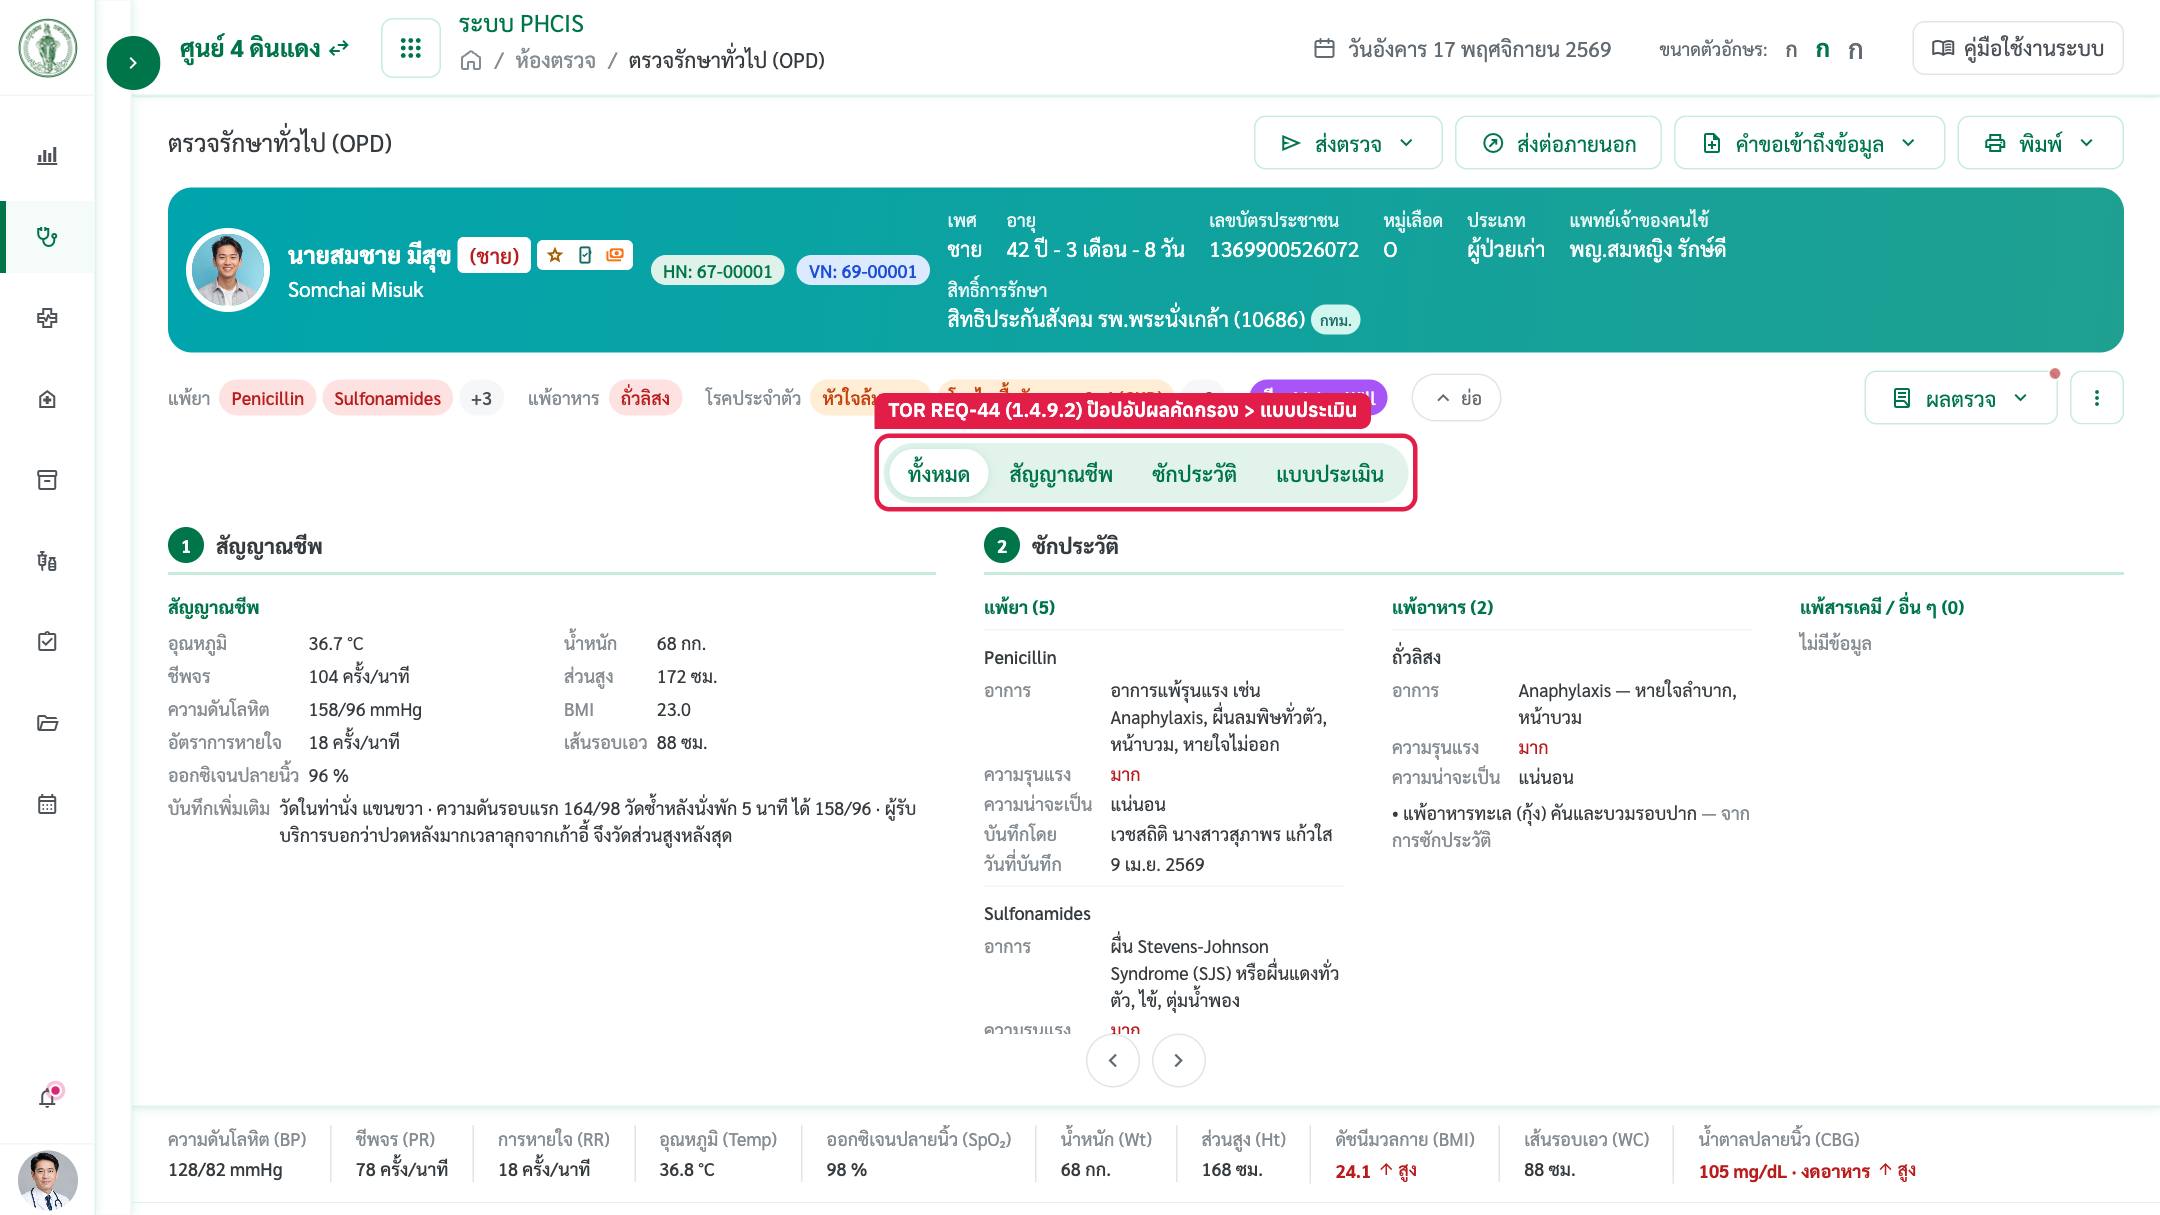 ศูนย์ 4 ดินแดง
ระบบ PHCIS
/ ห้องตรวจ / ตรวจรักษาทั่วไป (OPD)
วันอังคาร 17 พฤศจิกายน 2569
ขนาดตัวอักษร: ก ก ก
คู่มือใช้งานระบบ
ตรวจรักษาทั่วไป (OPD)
ส่งตรวจ
ส่งต่อภายนอก
คำขอเข้าถึงข้อมูล
พิมพ์
นายสมชาย มีสุข (ชาย)
Somchai Misuk
HN: 67-00001
VN: 69-00001
เพศ อายุ เลขบัตรประชาชน หมู่เลือด ประเภท แพทย์เจ้าของคนไข้
ชาย 42 ปี - 3 เดือน - 8 วัน 1369900526072 O ผู้ป่วยเก่า พญ.สมหญิง รักษ์ดี
สิทธิ์การรักษา
สิทธิประกันสังคม รพ.พระนั่งเกล้า (10686) กทม.
แพ้ยา Penicillin Sulfonamides +3 แพ้อาหาร ถั่วลิสง โรคประจำตัว
ย่อ
ผลตรวจ
TOR REQ-44 (1.4.9.2) ป๊อปอัปผลคัดกรอง > แบบประเมิน
ทั้งหมด สัญญาณชีพ ซักประวัติ แบบประเมิน
1 สัญญาณชีพ
สัญญาณชีพ
อุณหภูมิ 36.7 °C น้ำหนัก 68 กก.
ชีพจร 104 ครั้ง/นาที ส่วนสูง 172 ซม.
ความดันโลหิต 158/96 mmHg BMI 23.0
อัตราการหายใจ 18 ครั้ง/นาที เส้นรอบเอว 88 ซม.
ออกซิเจนปลายนิ้ว 96 %
บันทึกเพิ่มเติม วัดในท่านั่ง แขนขวา · ความดันรอบแรก 164/98 วัดซ้ำหลังนั่งพัก 5 นาที ได้ 158/96 · ผู้รับ
บริการบอกว่าปวดหลังมากเวลาลุกจากเก้าอี้ จึงวัดส่วนสูงหลังสุด
2 ซักประวัติ
แพ้ยา (5)
Penicillin
อาการ อาการแพ้รุนแรง เช่น
Anaphylaxis, ผื่นลมพิษทั่วตัว,
หน้าบวม, หายใจไม่ออก
ความรุนแรง มาก
ความน่าจะเป็น แน่นอน
บันทึกโดย เวชสถิติ นางสาวสุภาพร แก้วใส
วันที่บันทึก 9 เม.ย. 2569
Sulfonamides
อาการ ผื่น Stevens-Johnson
Syndrome (SJS) หรือผื่นแดงทั่ว
ตัว, ไข้, ตุ่มน้ำพอง
ความรุนแรง มาก
แพ้อาหาร (2)
ถั่วลิสง
อาการ Anaphylaxis — หายใจลำบาก,
หน้าบวม
ความรุนแรง มาก
ความน่าจะเป็น แน่นอน
• แพ้อาหารทะเล (กุ้ง) คันและบวมรอบปาก — จาก
การซักประวัติ
แพ้สารเคมี / อื่น ๆ (0)
ไม่มีข้อมูล
ความดันโลหิต (BP) ชีพจร (PR) การหายใจ (RR) อุณหภูมิ (Temp) ออกซิเจนปลายนิ้ว (SpO₂) น้ำหนัก (Wt) ส่วนสูง (Ht) ดัชนีมวลกาย (BMI) เส้นรอบเอว (WC) น้ำตาลปลายนิ้ว (CBG)
128/82 mmHg 78 ครั้ง/นาที 18 ครั้ง/นาที 36.8 °C 98 % 68 กก. 168 ซม. 24.1 ↑ สูง 88 ซม. 105 mg/dL · งดอาหาร ↑ สูง